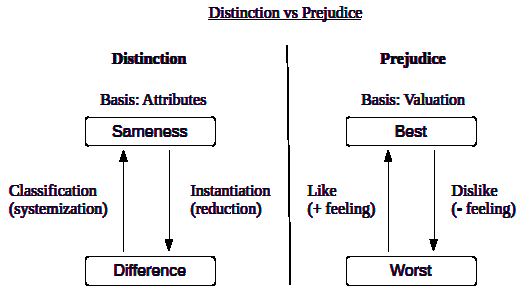 Distinction vs Prejudice
Distinction
Prejudice
Basis: Attributes
Basis: Valuation
Sameness
Best
Classification
(systemization)
Instantiation
(reduction)
Like
(+ feeling)
Dislike
(- feeling)
Difference
Worst